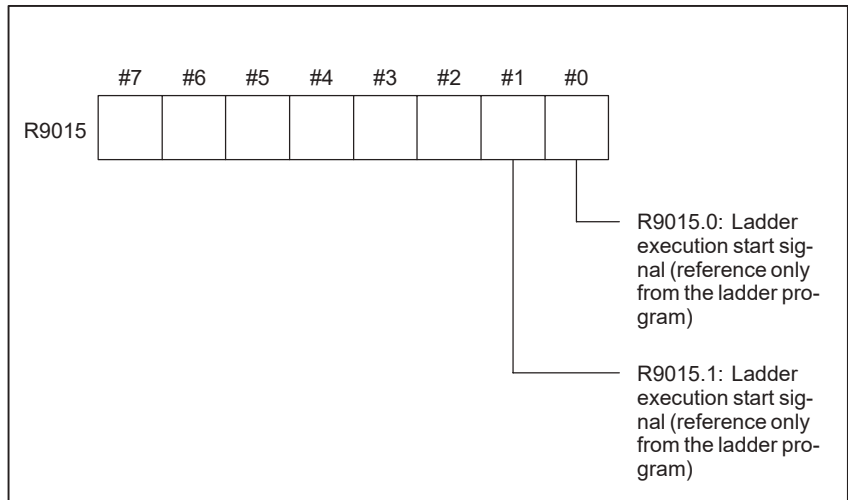 #7 #6 #5 #4 #3 #2 #1 #0
R9015
R9015.0: Ladder
execution start sig-
nal (reference only
from the ladder pro-
gram)
R9015.1: Ladder
execution start sig-
nal (reference only
from the ladder pro-
gram)